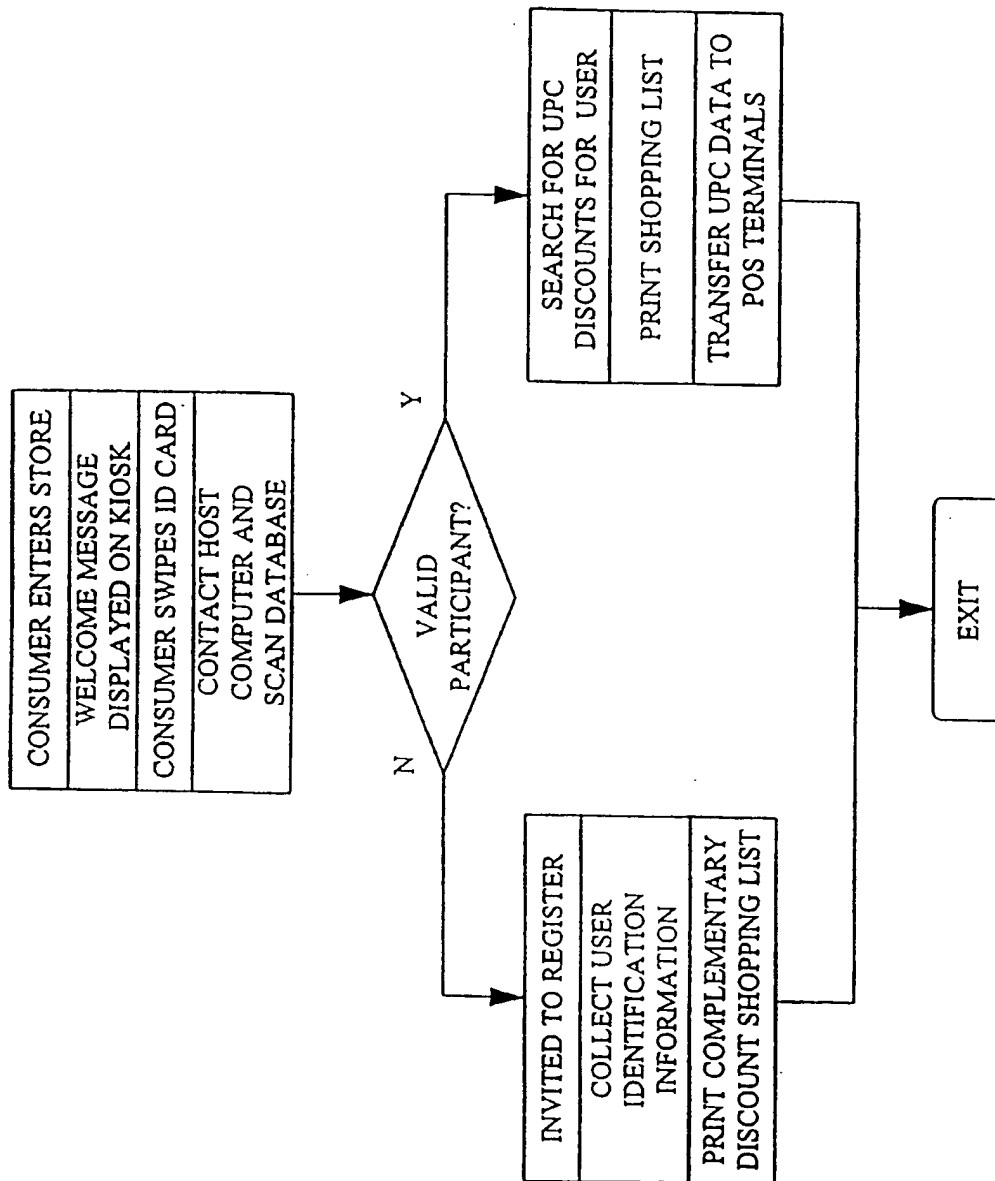 CONSUMER ENTERS STORE
WELCOME MESSAGE
DISPLAYED ON KIOSK
CONSUMER SWIPES ID CARD
CONTACT HOST
COMPUTER AND
SCAN DATABASE
VALID
PARTICIPANT?
N
Y
INVITED TO REGISTER
COLLECT USER
IDENTIFICATION
INFORMATION
PRINT COMPLEMENTARY
DISCOUNT SHOPPING LIST
SEARCH FOR UPC
DISCOUNTS FOR USER
PRINT SHOPPING LIST
TRANSFER UPC DATA TO
POS TERMINALS
EXIT